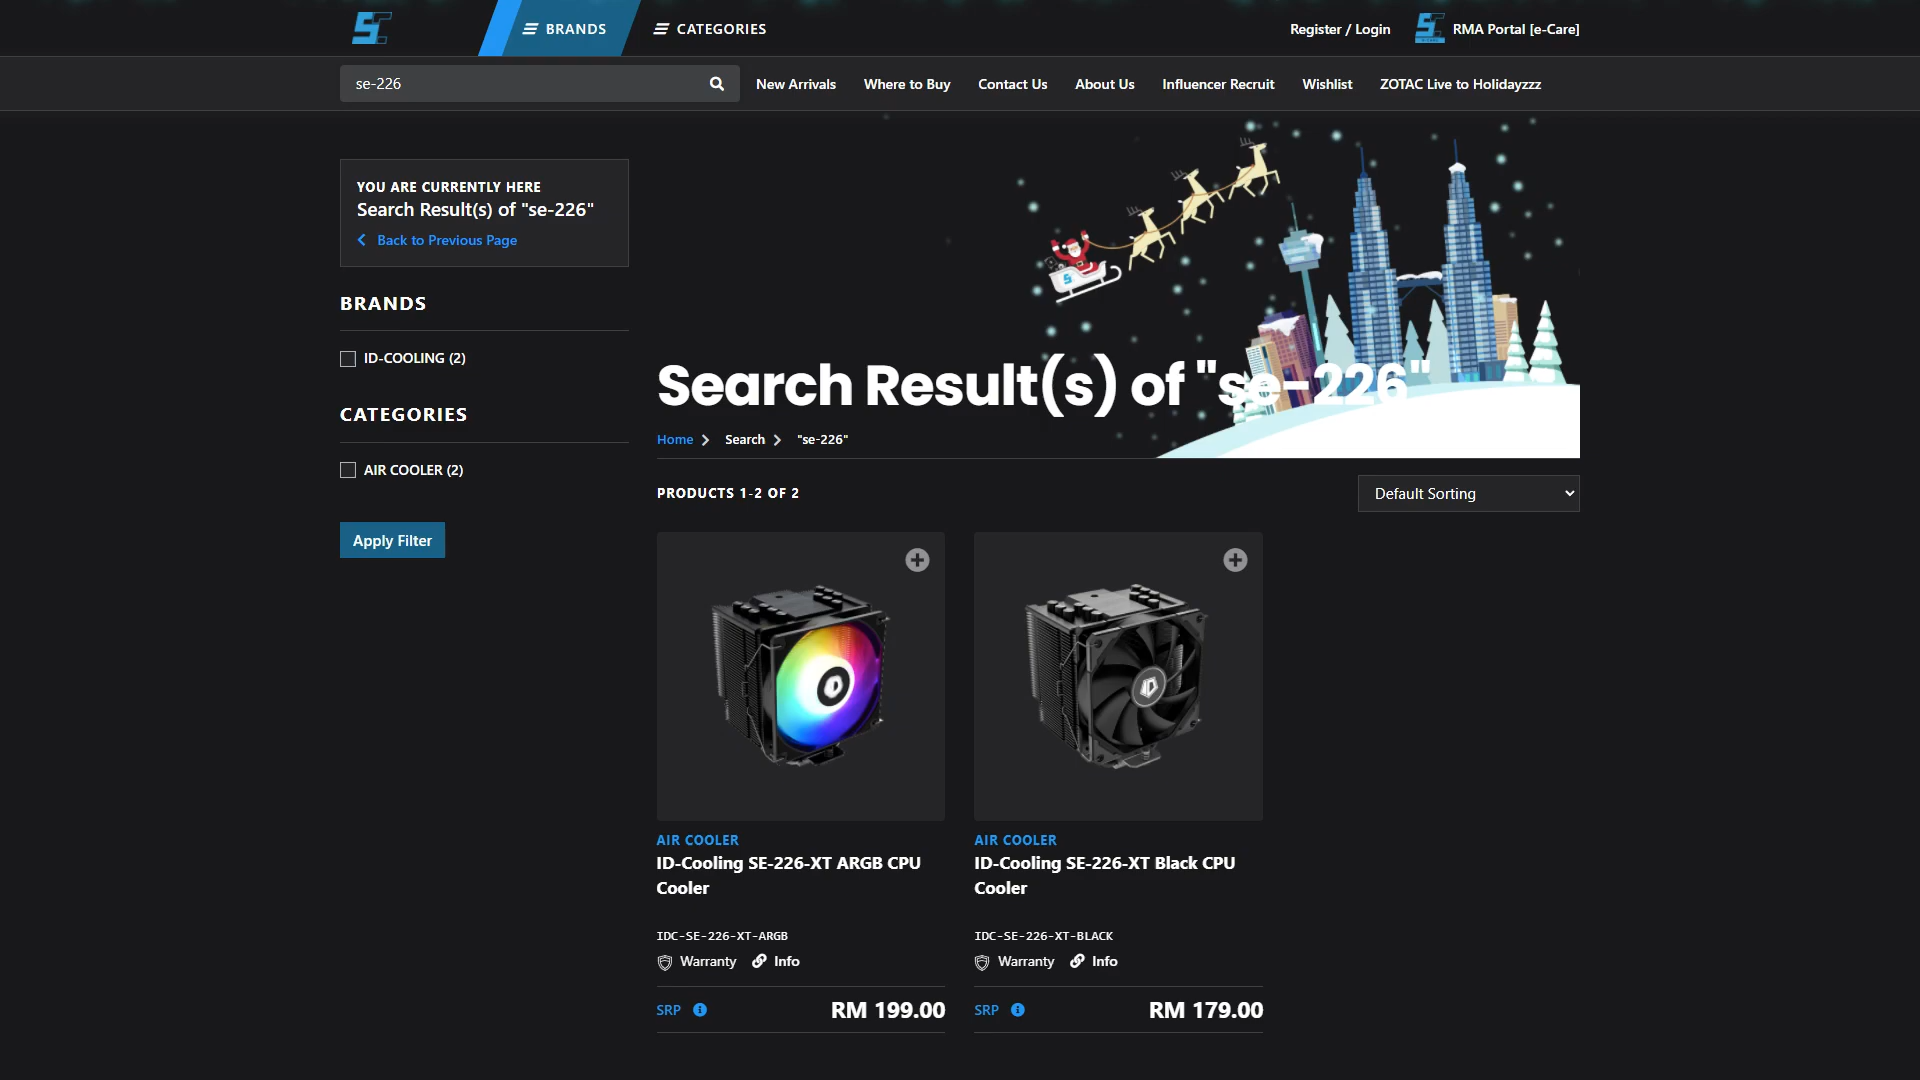 BRANDS
CATEGORIES
Register / Login
RMA Portal [e-Care]
se-226
New Arrivals
Where to Buy
Contact Us
About Us
Influencer Recruit
Wishlist
ZOTAC Live to Holidayzzz
YOU ARE CURRENTLY HERE
Search Result(s) of "se-226"
Back to Previous Page
BRANDS
ID-COOLING (2)
CATEGORIES
AIR COOLER (2)
Apply Filter
Search Result(s) of "se-226"
Home
Search
"se-226"
PRODUCTS 1-2 OF 2
Default Sorting
AIR COOLER
ID-Cooling SE-226-XT ARGB CPU
Cooler
IDC-SE-226-XT-ARGB
Warranty
Info
SRP
RM 199.00
AIR COOLER
ID-Cooling SE-226-XT Black CPU
Cooler
IDC-SE-226-XT-BLACK
Warranty
Info
SRP
RM 179.00